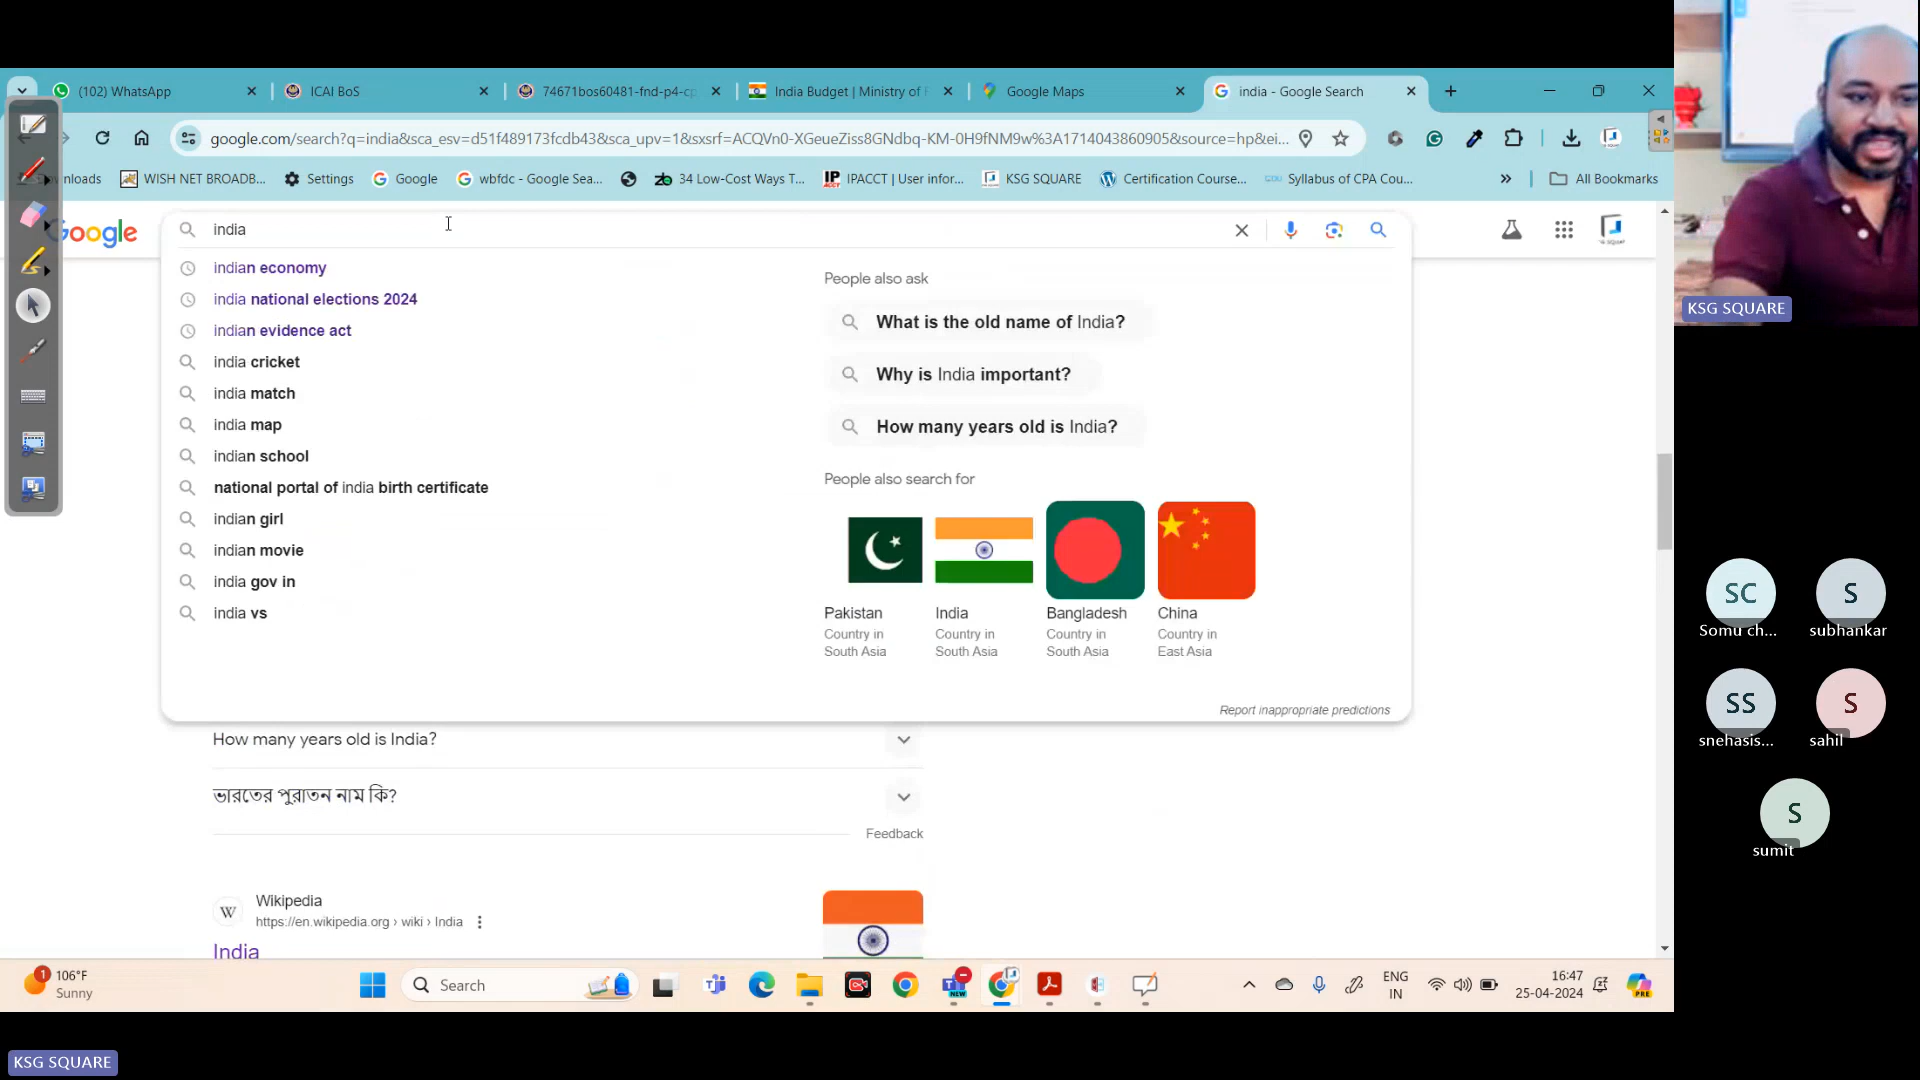 (102) WhatsApp
ICAI BoS
74671bos60481-fnd-p4-cp
India Budget | Ministry of F
Google Maps
india - Google Search
google.com/search?q=india&sca_esv=d51f489173fcdb43&sca_upv=1&sxsrf=ACQVn0-XGeueZiss8GNdbq-KM-0H9fNM9w%3A1714043860905&source=hp&ei...
wnloads
WISH NET BROADB...
Settings
Google
wbfdc - Google Sea...
34 Low-Cost Ways T...
IPACCT | User infor...
KSG SQUARE
Certification Course...
Syllabus of CPA Cou...
»
All Bookmarks
Google
india
indian economy
india national elections 2024
indian evidence act
india cricket
india match
india map
indian school
national portal of india birth certificate
indian girl
indian movie
india gov in
india vs
People also ask
What is the old name of India?
Why is India important?
How many years old is India?
People also search for
Pakistan
Country in
South Asia
India
Country in
South Asia
Bangladesh
Country in
South Asia
China
Country in
East Asia
Report inappropriate predictions
How many years old is India?
ভারতের পুরাতন নাম কি?
Feedback
W
Wikipedia
https://en.wikipedia.org › wiki › India
India
1
106°F
Sunny
Search
NEW
ENG
IN
16:47
25-04-2024
PRE
KSG SQUARE
SC
Somu ch...
S
subhankar
SS
snehasis...
S
sahil
S
sumit
KSG SQUARE